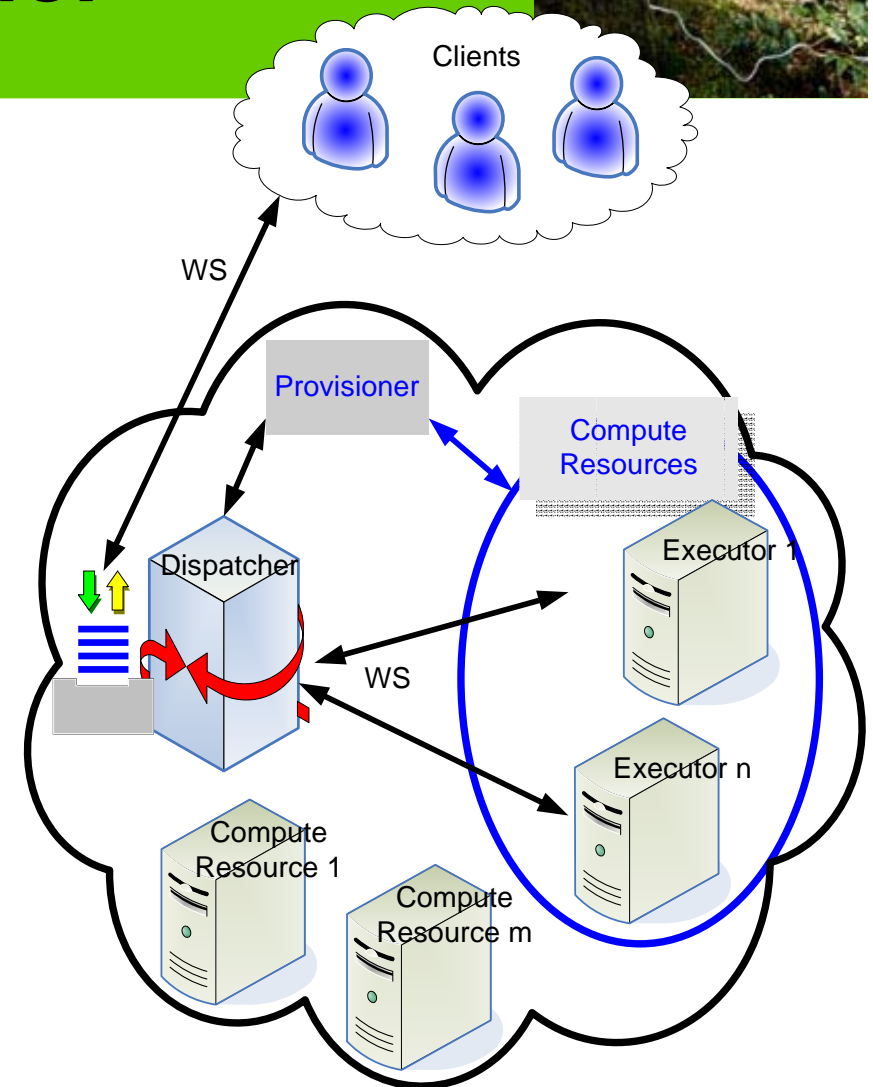 Clients
WS
Provisioner
Compute
Resources
Dispatcher
Executor 1
WS
Executor n
Compute
Resource 1
Compute
Resource m